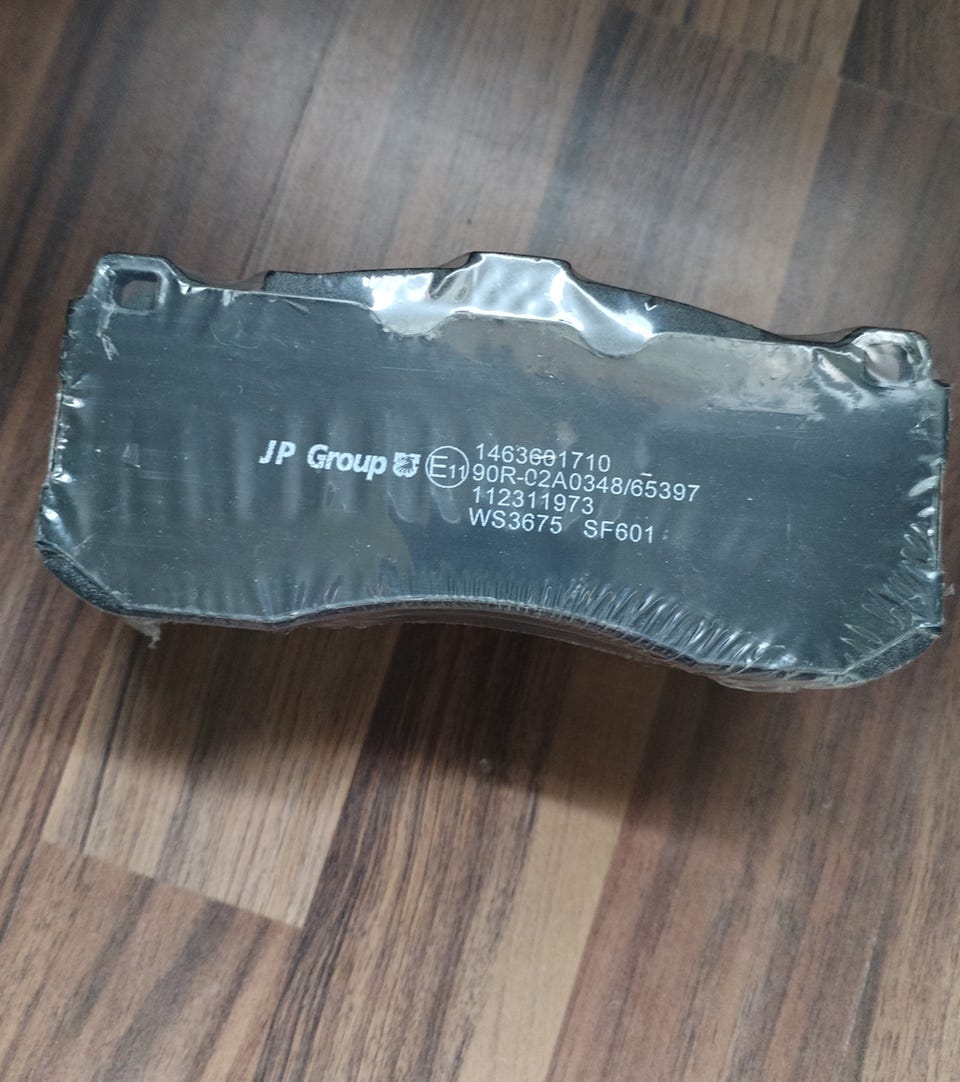 JP Group E11 1463601710
90R-02A0348/65397
112311973
WS3675 SF601